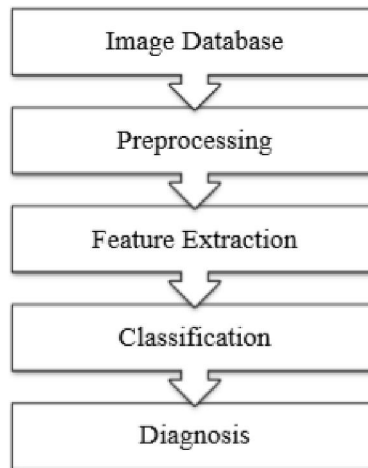 Image Database
Preprocessing
Feature Extraction
Classification
Diagnosis